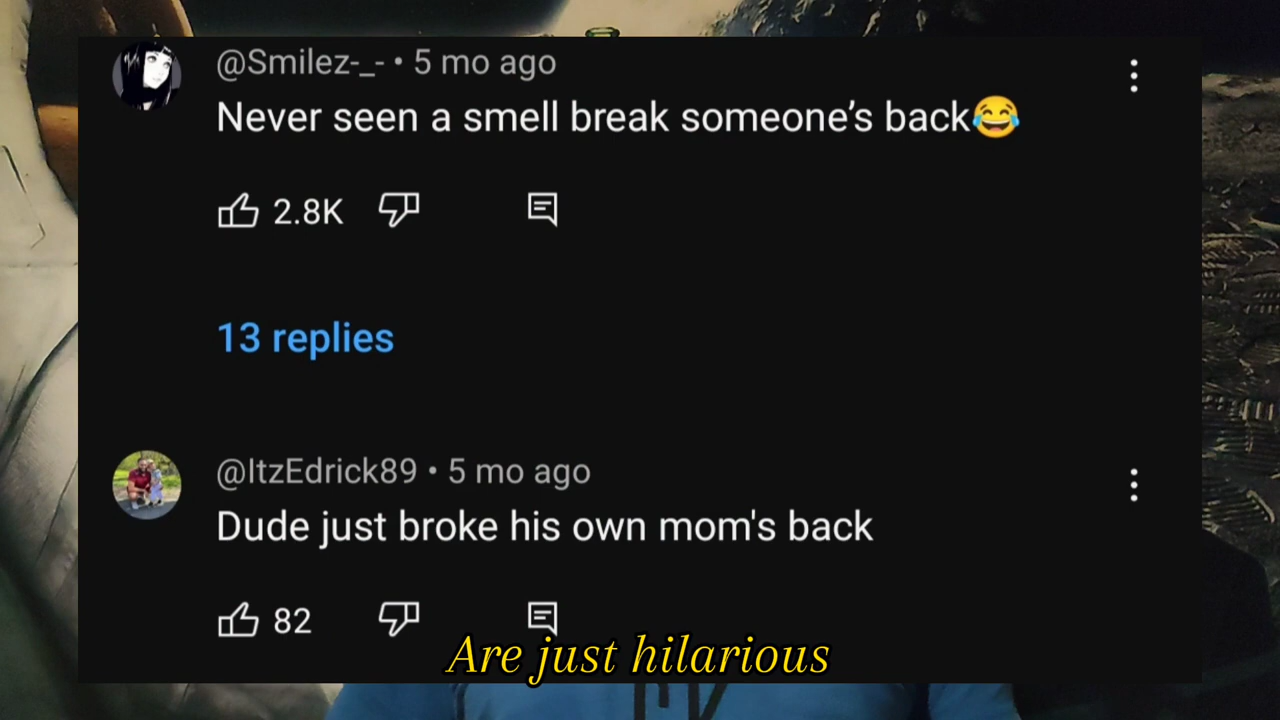 @Smilez-_- • 5 mo ago
Never seen a smell break someone’s back😂
2.8K
13 replies
@ItzEdrick89 • 5 mo ago
Dude just broke his own mom's back
82
Are just hilarious